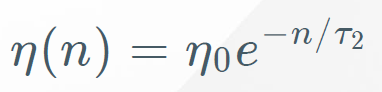 η(n) = η₀e^{−n/τ₂}